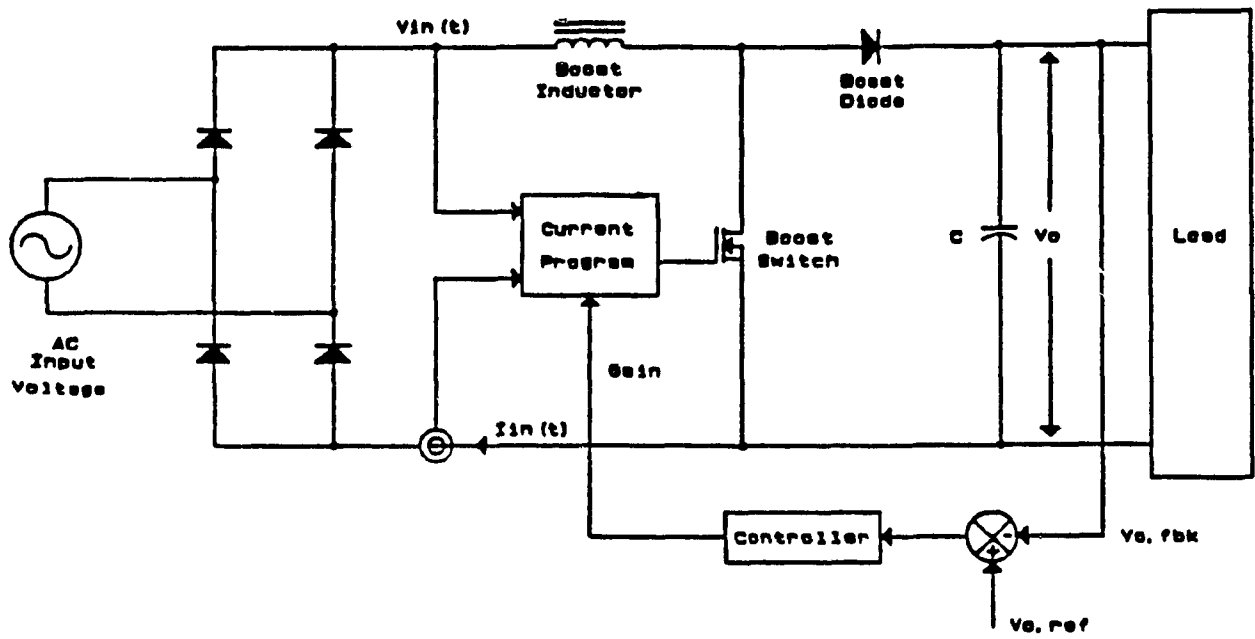 Vin(t)
Boost
Inductor
Boost
Diode
Current
Program
Boost
Switch
C
Vo
Load
AC
Input
Voltage
Gain
Iin(t)
Controller
-
+
Vo,fbk
Vo,ref